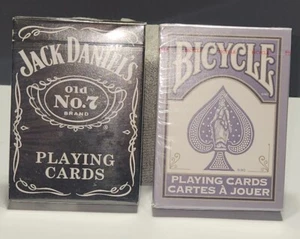 JACK DANIEL'S
Old
No.7
BRAND
PLAYING
CARDS
BICYCLE
PLAYING CARDS
CARTES À JOUER